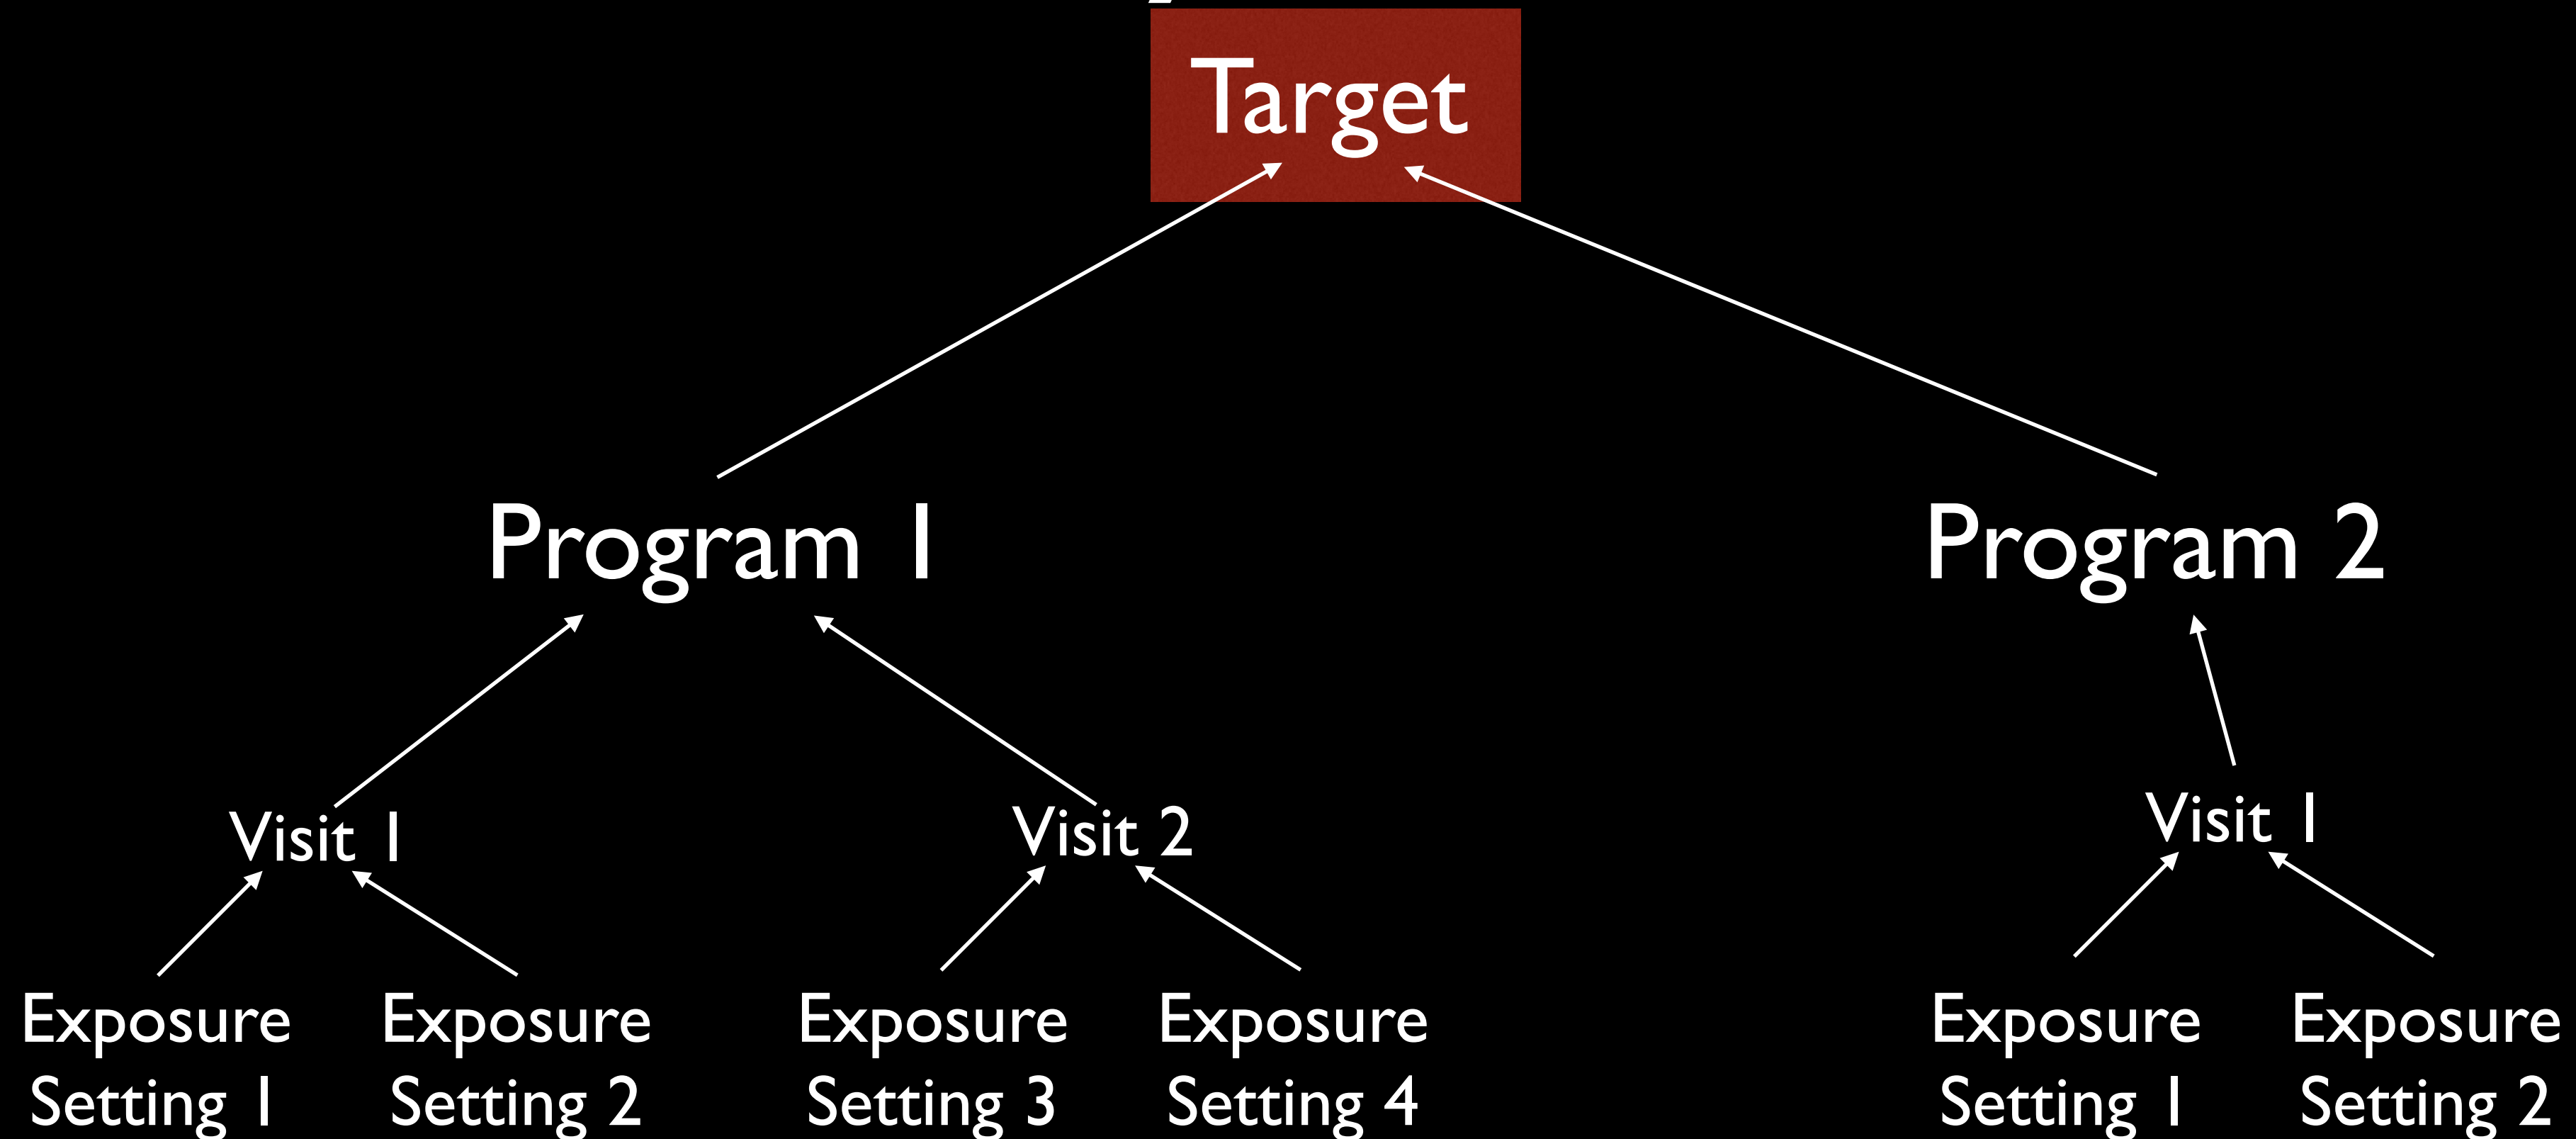 Target
Program 1
Program 2
Visit 1
Visit 2
Visit 1
Exposure
Setting 1
Exposure
Setting 2
Exposure
Setting 3
Exposure
Setting 4
Exposure
Setting 1
Exposure
Setting 2